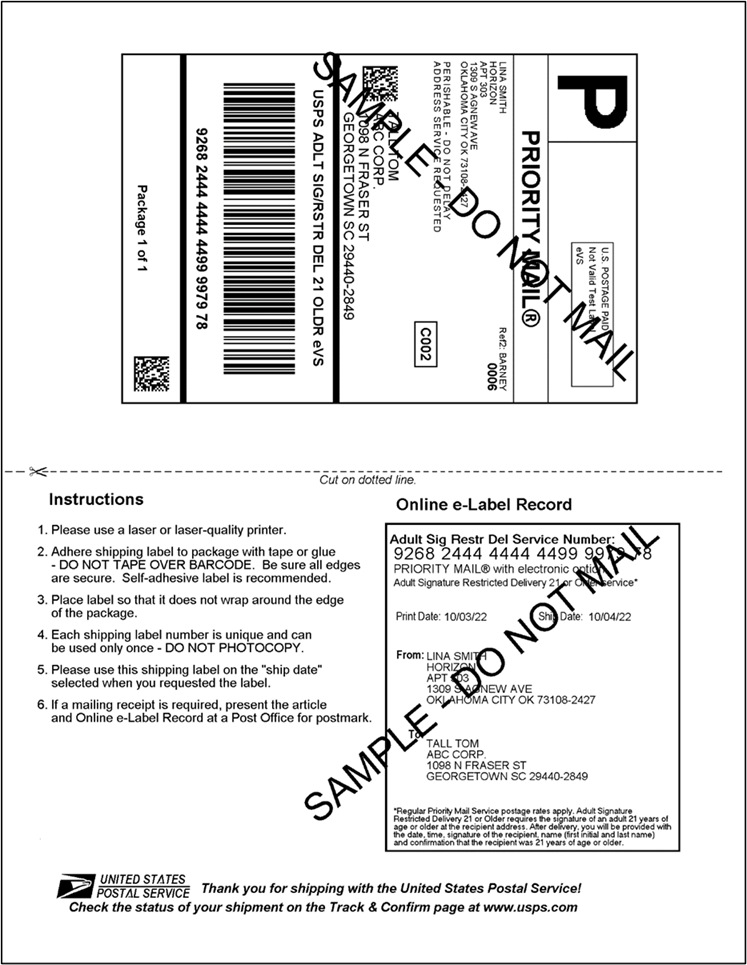 P
U.S. POSTAGE PAID
Not Valid Test La
eVS
PRIORITY MAIL®
LINA SMITH
HORIZON
APT 303
1309 S AGNEW AVE
OKLAHOMA CITY OK 73108-2427
Ref2: BARNEY
0006
PERISHABLE - DO NOT DELAY
ADDRESS SERVICE REQUESTED
C002
TALL TOM
ABC CORP.
1098 N FRASER ST
GEORGETOWN SC 29440-2849
USPS ADLT SIG/RSTR DEL 21 OLDR eVS
9268 2444 4444 4499 9979 78
Package 1 of 1
SAMPLE - DO NOT MAIL
Cut on dotted line.
Instructions
1. Please use a laser or laser-quality printer.
2. Adhere shipping label to package with tape or glue
- DO NOT TAPE OVER BARCODE. Be sure all edges
are secure. Self-adhesive label is recommended.
3. Place label so that it does not wrap around the edge
of the package.
4. Each shipping label number is unique and can
be used only once - DO NOT PHOTOCOPY.
5. Please use this shipping label on the "ship date"
selected when you requested the label.
6. If a mailing receipt is required, present the article
and Online e-Label Record at a Post Office for postmark.
Online e-Label Record
Adult Sig Restr Del Service Number:
9268 2444 4444 4499 9979 78
PRIORITY MAIL® with electronic option
Adult Signature Restricted Delivery 21 or Older service*
Print Date: 10/03/22 Ship Date: 10/04/22
From: LINA SMITH
HORIZON
APT 303
1309 S AGNEW AVE
OKLAHOMA CITY OK 73108-2427
To:
TALL TOM
ABC CORP.
1098 N FRASER ST
GEORGETOWN SC 29440-2849
*Regular Priority Mail Service postage rates apply. Adult Signature
Restricted Delivery 21 or Older requires the signature of an adult 21 years of
age or older at the recipient address. After delivery, you will be provided with
the date, time, signature of the recipient, name (first initial and last name)
and confirmation that the recipient was 21 years of age or older.
SAMPLE - DO NOT MAIL
UNITED STATES
POSTAL SERVICE
Thank you for shipping with the United States Postal Service!
Check the status of your shipment on the Track & Confirm page at www.usps.com